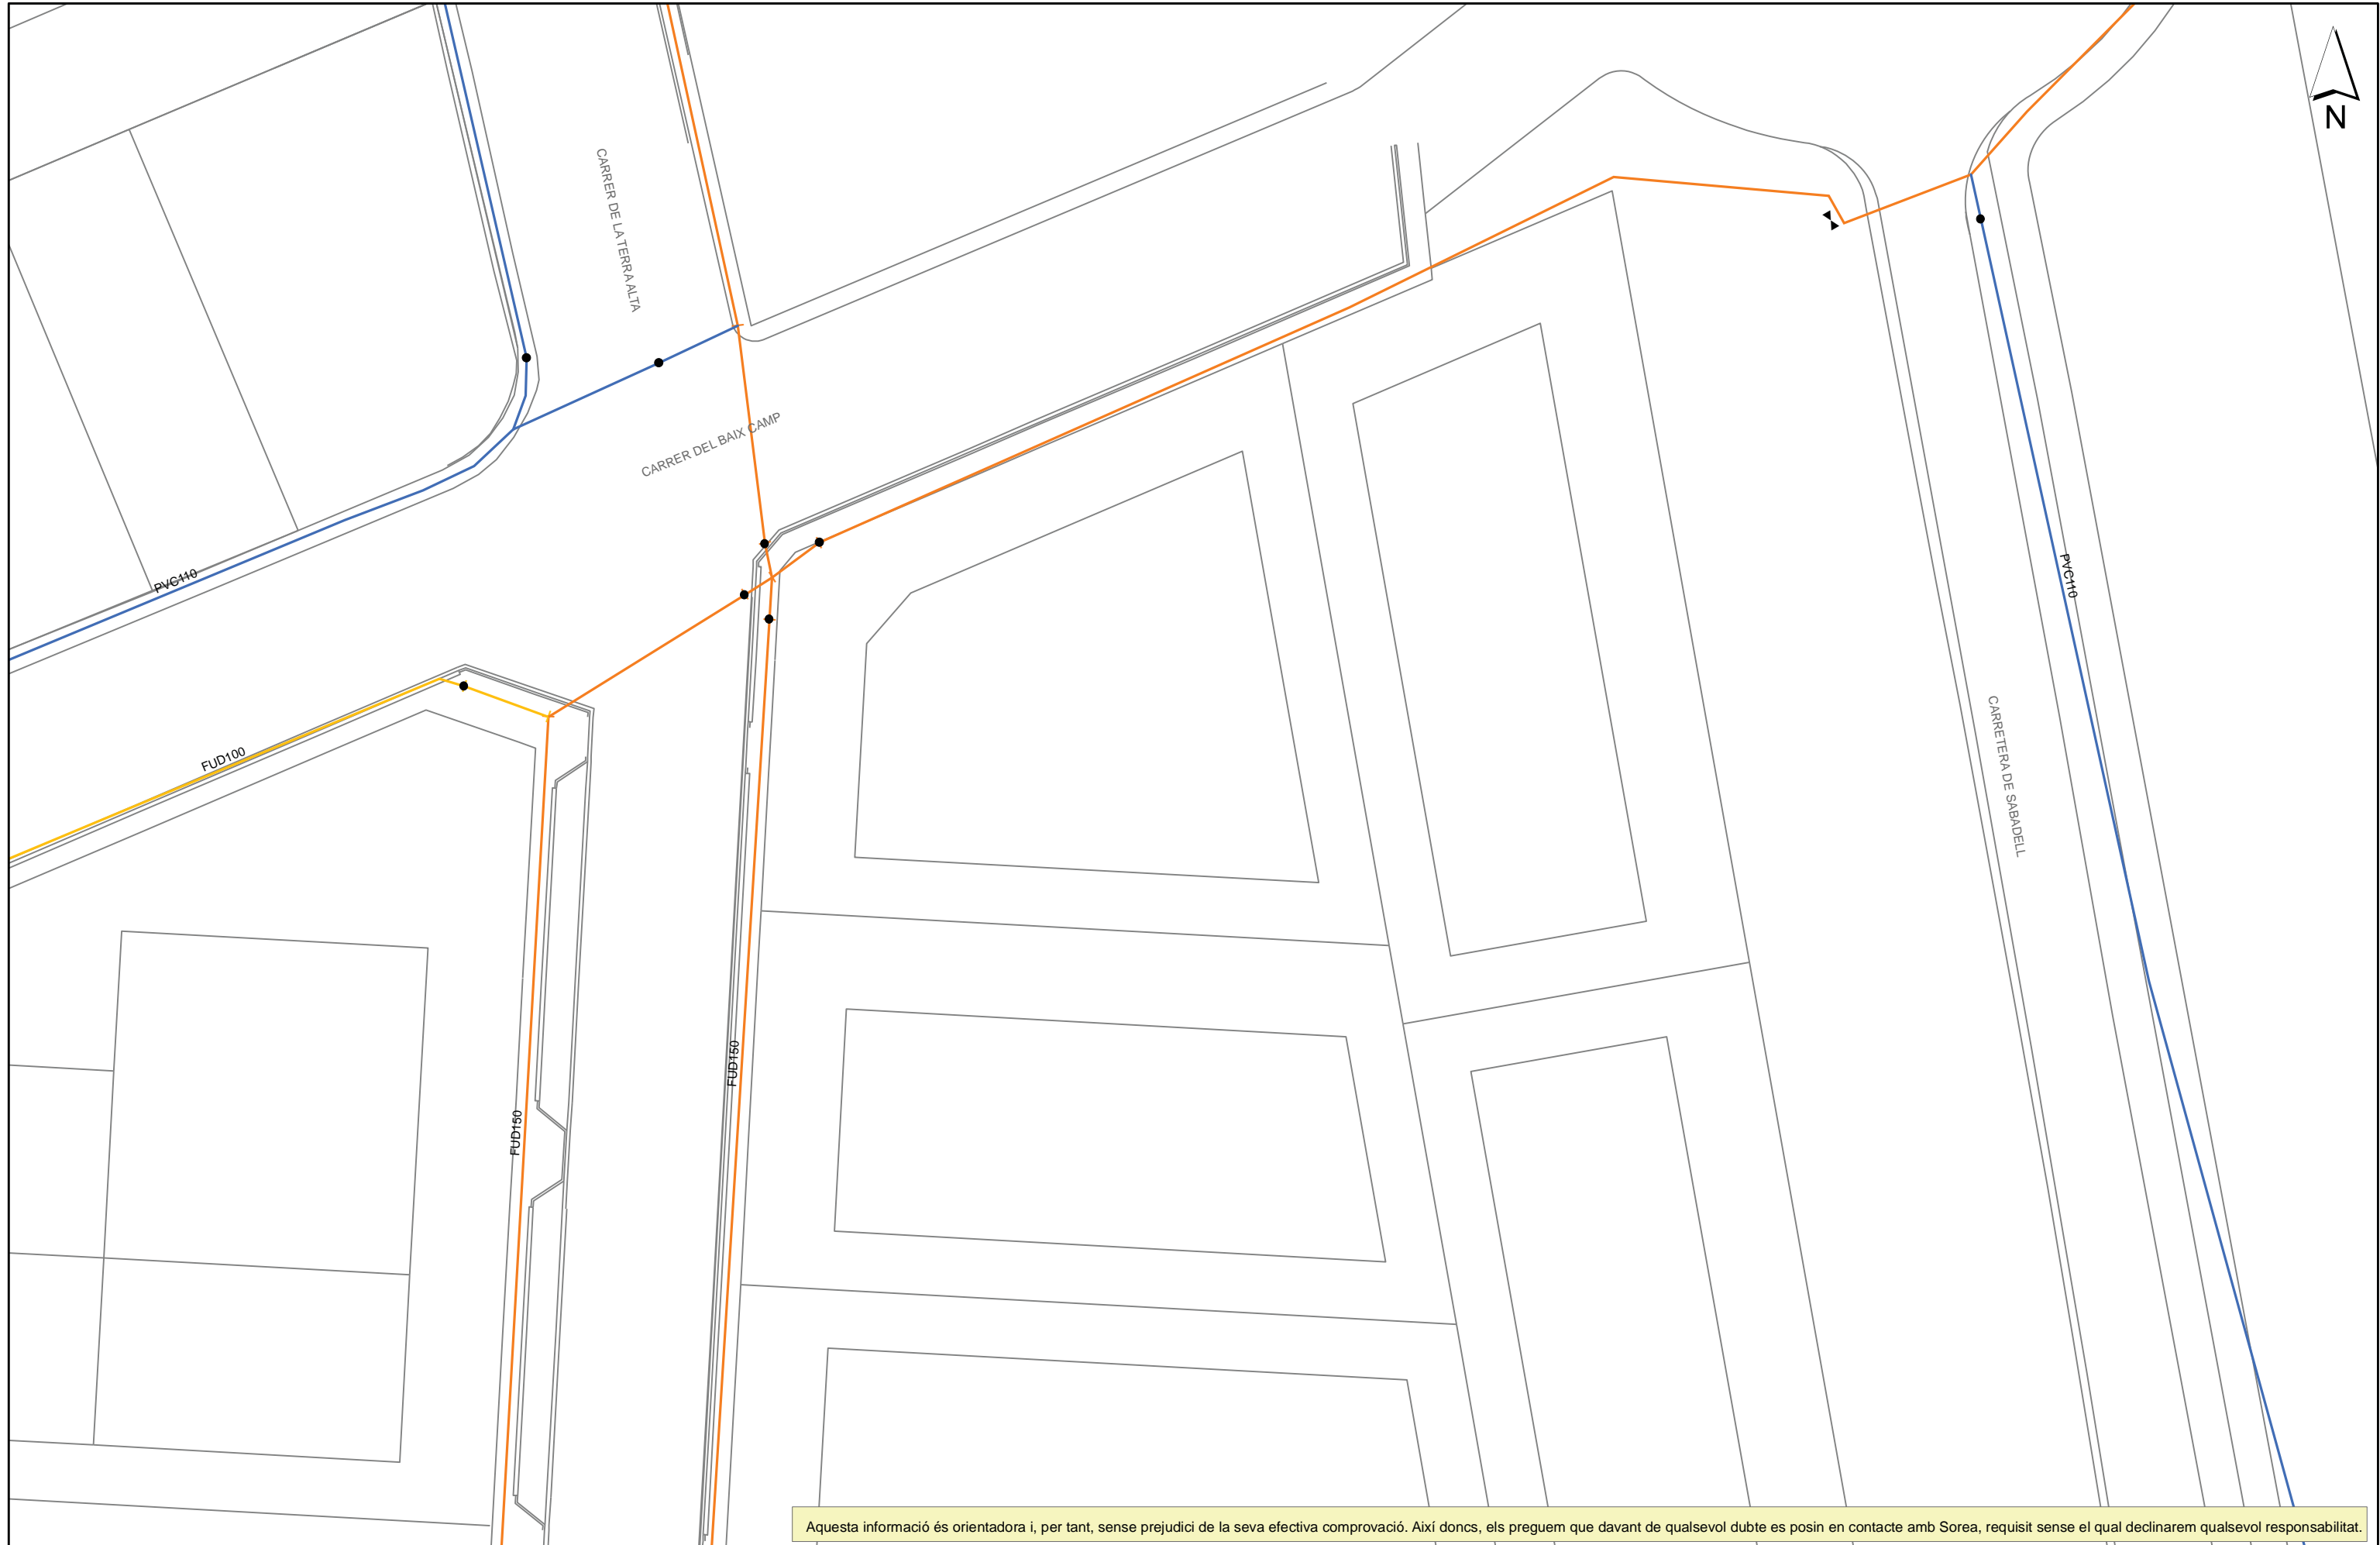 N
CARRER DE LA TERRA ALTA
CARRER DEL BAIX CAMP
PVC110
PVC110
FUD100
CARRETERA DE SABADELL
FUD150
FUD150
Aquesta informació és orientadora i, per tant, sense prejudici de la seva efectiva comprovació. Així doncs, els preguem que davant de qualsevol dubte es posin en contacte amb Sorea, requisit sense el qual declinarem qualsevol responsabilitat.